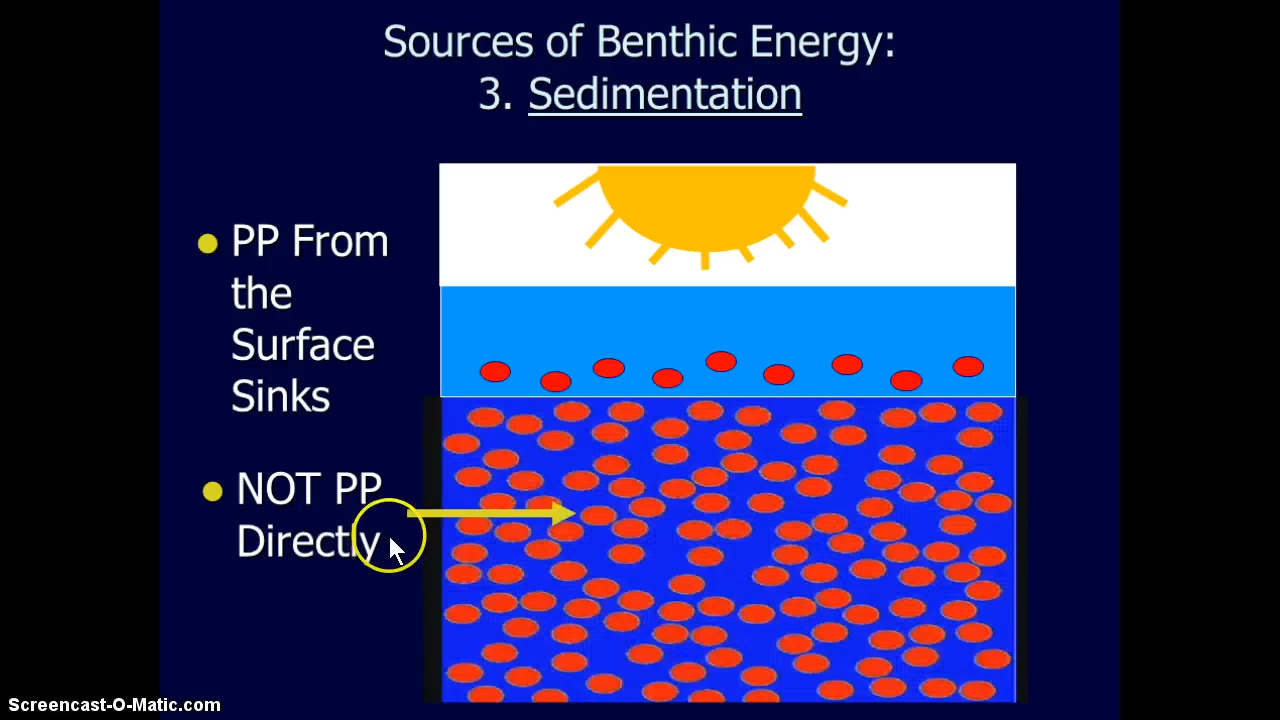 Sources of Benthic Energy:
3. Sedimentation
PP From
the
Surface
Sinks
NOT PP
Directly
Screencast-O-Matic.com